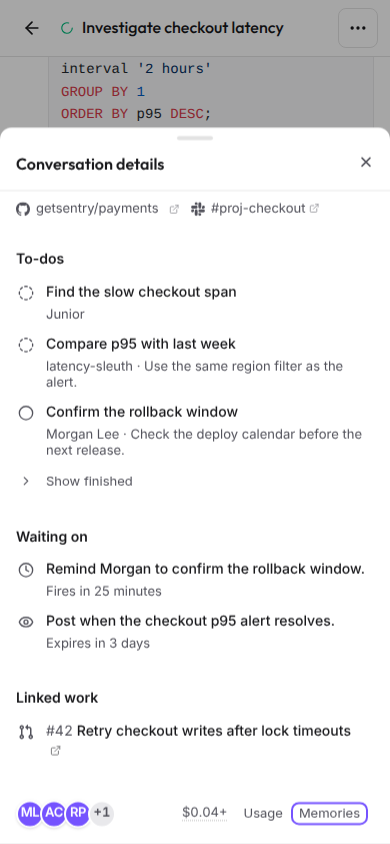 Investigate checkout latency
interval '2 hours'
GROUP BY 1
ORDER BY p95 DESC;
Conversation details
getsentry/payments #proj-checkout
To-dos
Find the slow checkout span
Junior
Compare p95 with last week
latency-sleuth · Use the same region filter as the
alert.
Confirm the rollback window
Morgan Lee · Check the deploy calendar before the
next release.
Show finished
Waiting on
Remind Morgan to confirm the rollback window.
Fires in 25 minutes
Post when the checkout p95 alert resolves.
Expires in 3 days
Linked work
#42 Retry checkout writes after lock timeouts
ML AC RP +1 $0.04+ Usage Memories